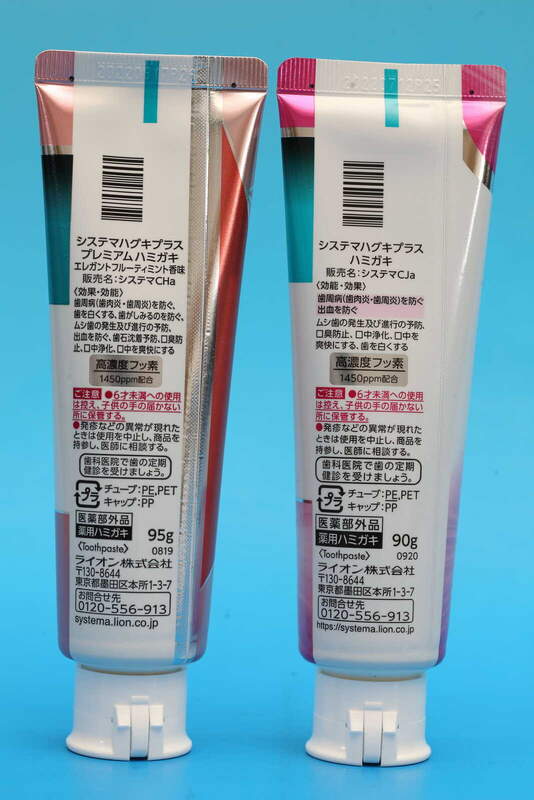 システマハグキプラス
プレミアムハミガキ
エレガントフルーティミント香味
販売名：システマCHa
〈効果・効能〉
歯周病(歯肉炎・歯周炎)を防ぐ、
歯を白くする、歯がしみるのを防ぐ、
ムシ歯の発生及び進行の予防、
出血を防ぐ、歯石沈着予防、口臭防
止、口中浄化、口中を爽快にする
高濃度フッ素
1450ppm配合
ご注意 ●6才未満への使用
は控え、子供の手の届かない
所に保管する。
●発疹などの異常が現れた
ときは使用を中止し、商品を
持参し、医師に相談する。
歯科医院で歯の定期
健診を受けましょう。
プラ
チューブ：PE,PET
キャップ：PP
医薬部外品
薬用ハミガキ
95g
〈Toothpaste〉
0819
ライオン株式会社
〒130-8644
東京都墨田区本所1-3-7
お問合せ先
0120-556-913
systema.lion.co.jp
システマハグキプラス
ハミガキ
販売名：システマCJa
〈効能・効果〉
歯周病(歯肉炎・歯周炎)を防ぐ
出血を防ぐ
ムシ歯の発生及び進行の予防、
口臭防止、口中浄化、
口中を爽快にする、歯を白くする
高濃度フッ素
1450ppm配合
ご注意 ●6才未満への使用
は控え、子供の手の届かない
所に保管する。
●発疹などの異常が現れた
ときは使用を中止し、商品を
持参し、医師に相談する。
歯科医院で歯の定期
健診を受けましょう。
プラ
チューブ：PE,PET
キャップ：PP
医薬部外品
薬用ハミガキ
90g
〈Toothpaste〉
0920
ライオン株式会社
〒130-8644
東京都墨田区本所1-3-7
お問合せ先
0120-556-913
https://systema.lion.co.jp